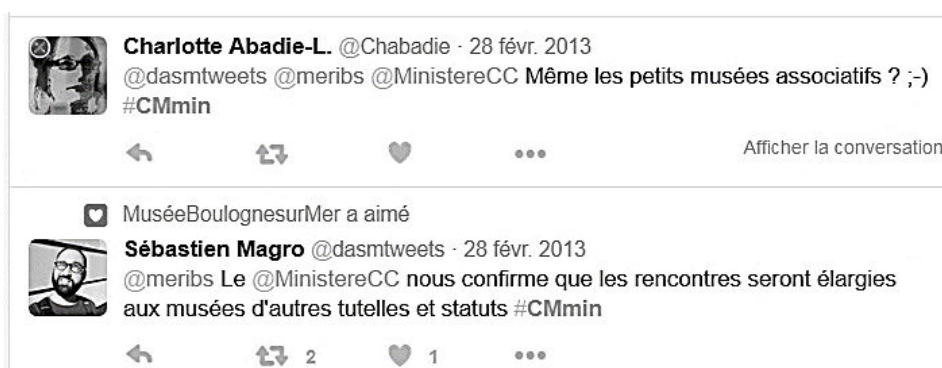 Charlotte Abadie-L. @Chabadie · 28 févr. 2013
@dasmtweets @meribs @MinistereCC Même les petits musées associatifs ? ;-)
#CMmin
Afficher la conversation
MuséeBoulognesurMer a aimé
Sébastien Magro @dasmtweets · 28 févr. 2013
@meribs Le @MinistereCC nous confirme que les rencontres seront élargies
aux musées d'autres tutelles et statuts #CMmin
2 1